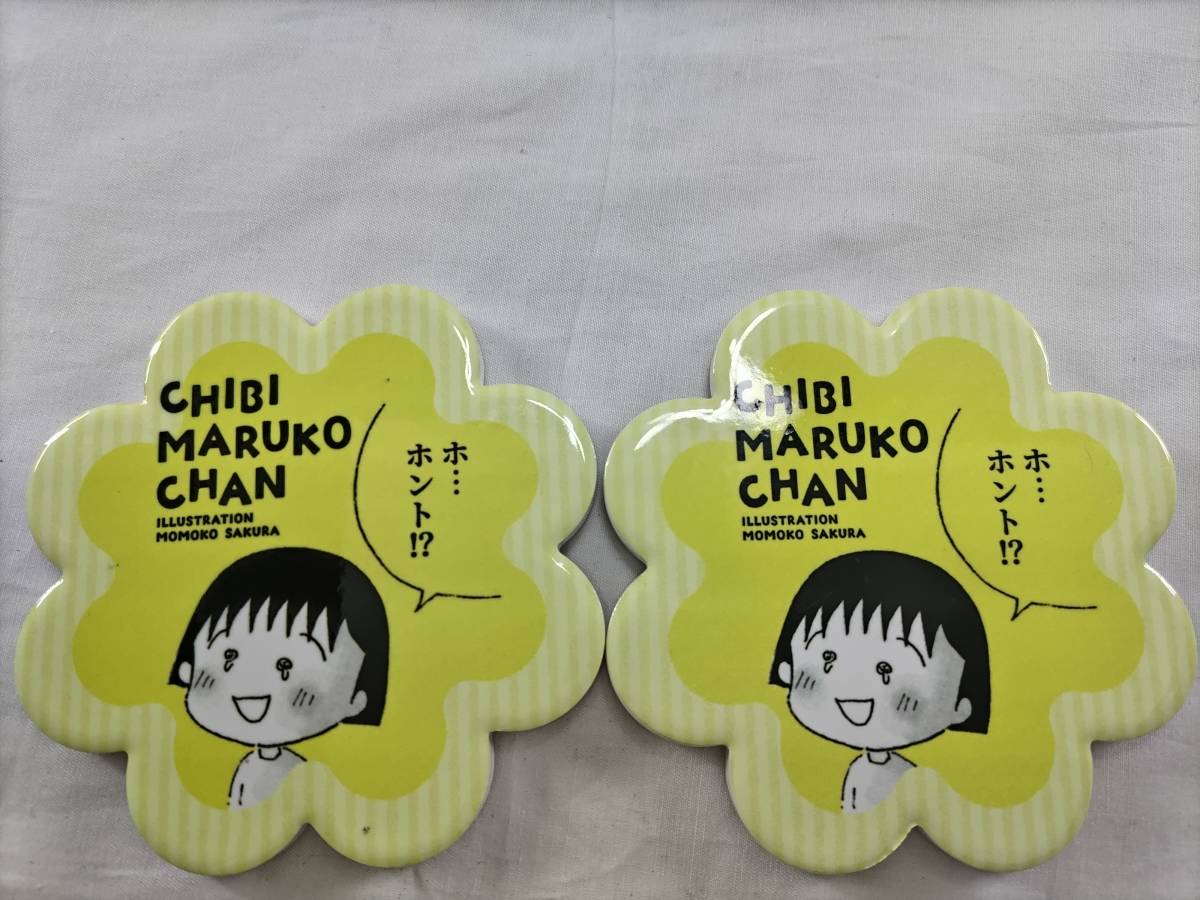 CHIBI
MARUKO
CHAN
ILLUSTRATION
MOMOKO SAKURA
ホ…
ホント!?
CHIBI
MARUKO
CHAN
ILLUSTRATION
MOMOKO SAKURA
ホ…
ホント!?